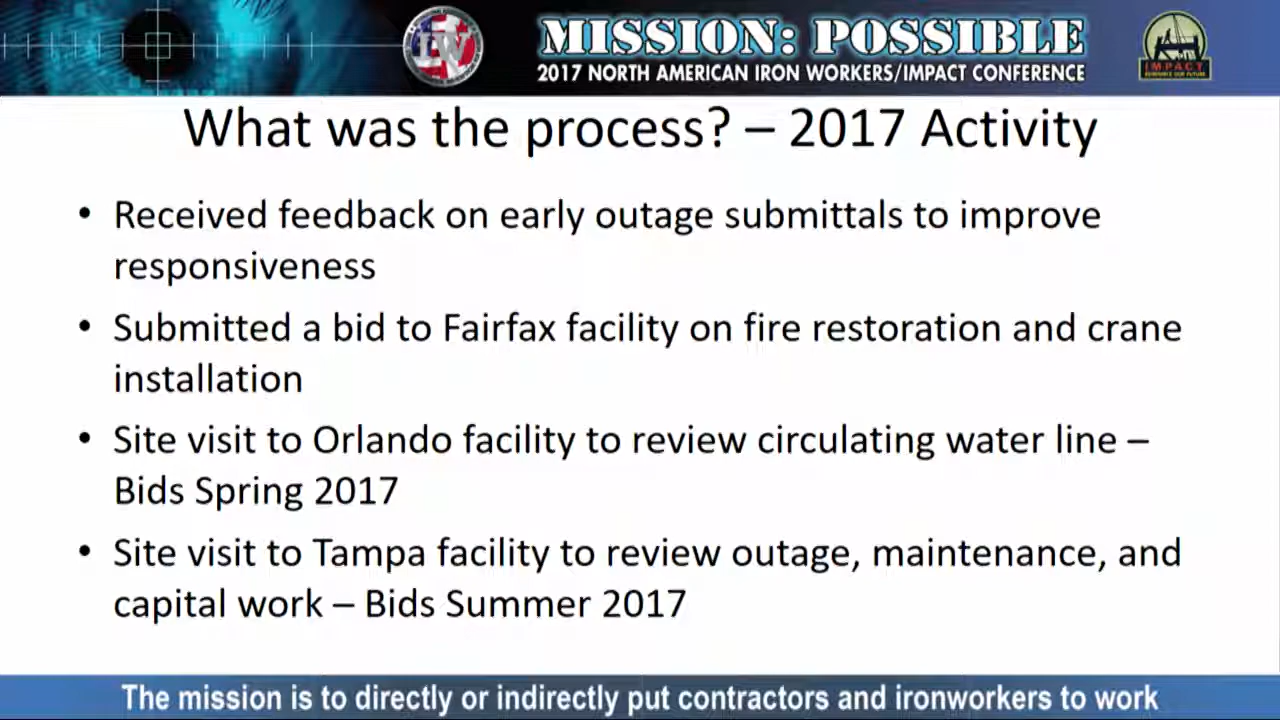 IW
MISSION: POSSIBLE
2017 NORTH AMERICAN IRON WORKERS/IMPACT CONFERENCE
IMPACT
What was the process? – 2017 Activity
• Received feedback on early outage submittals to improve
responsiveness
• Submitted a bid to Fairfax facility on fire restoration and crane
installation
• Site visit to Orlando facility to review circulating water line –
Bids Spring 2017
• Site visit to Tampa facility to review outage, maintenance, and
capital work – Bids Summer 2017
The mission is to directly or indirectly put contractors and ironworkers to work